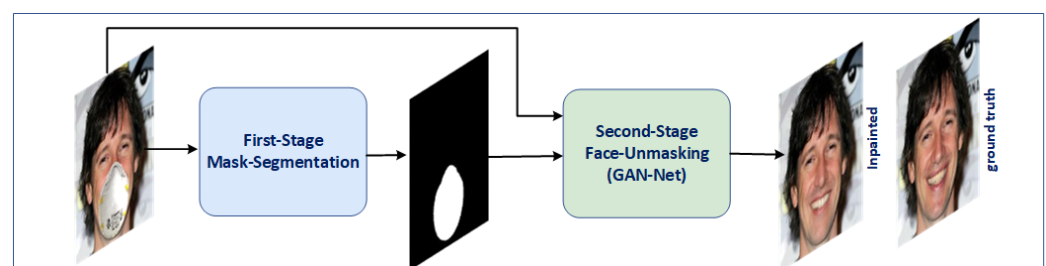 First-Stage
Mask-Segmentation
Second-Stage
Face-Unmasking
(GAN-Net)
Inpainted
ground truth